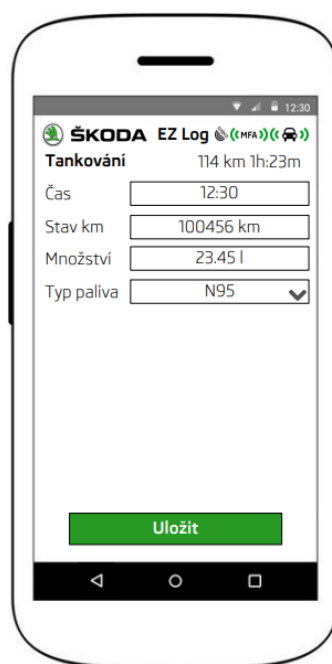 12:30
ŠKODA EZ Log ((MFA)) (( ))
Tankování 114 km 1h:23m
Čas 12:30
Stav km 100456 km
Množství 23.45 l
Typ paliva N95
Uložit